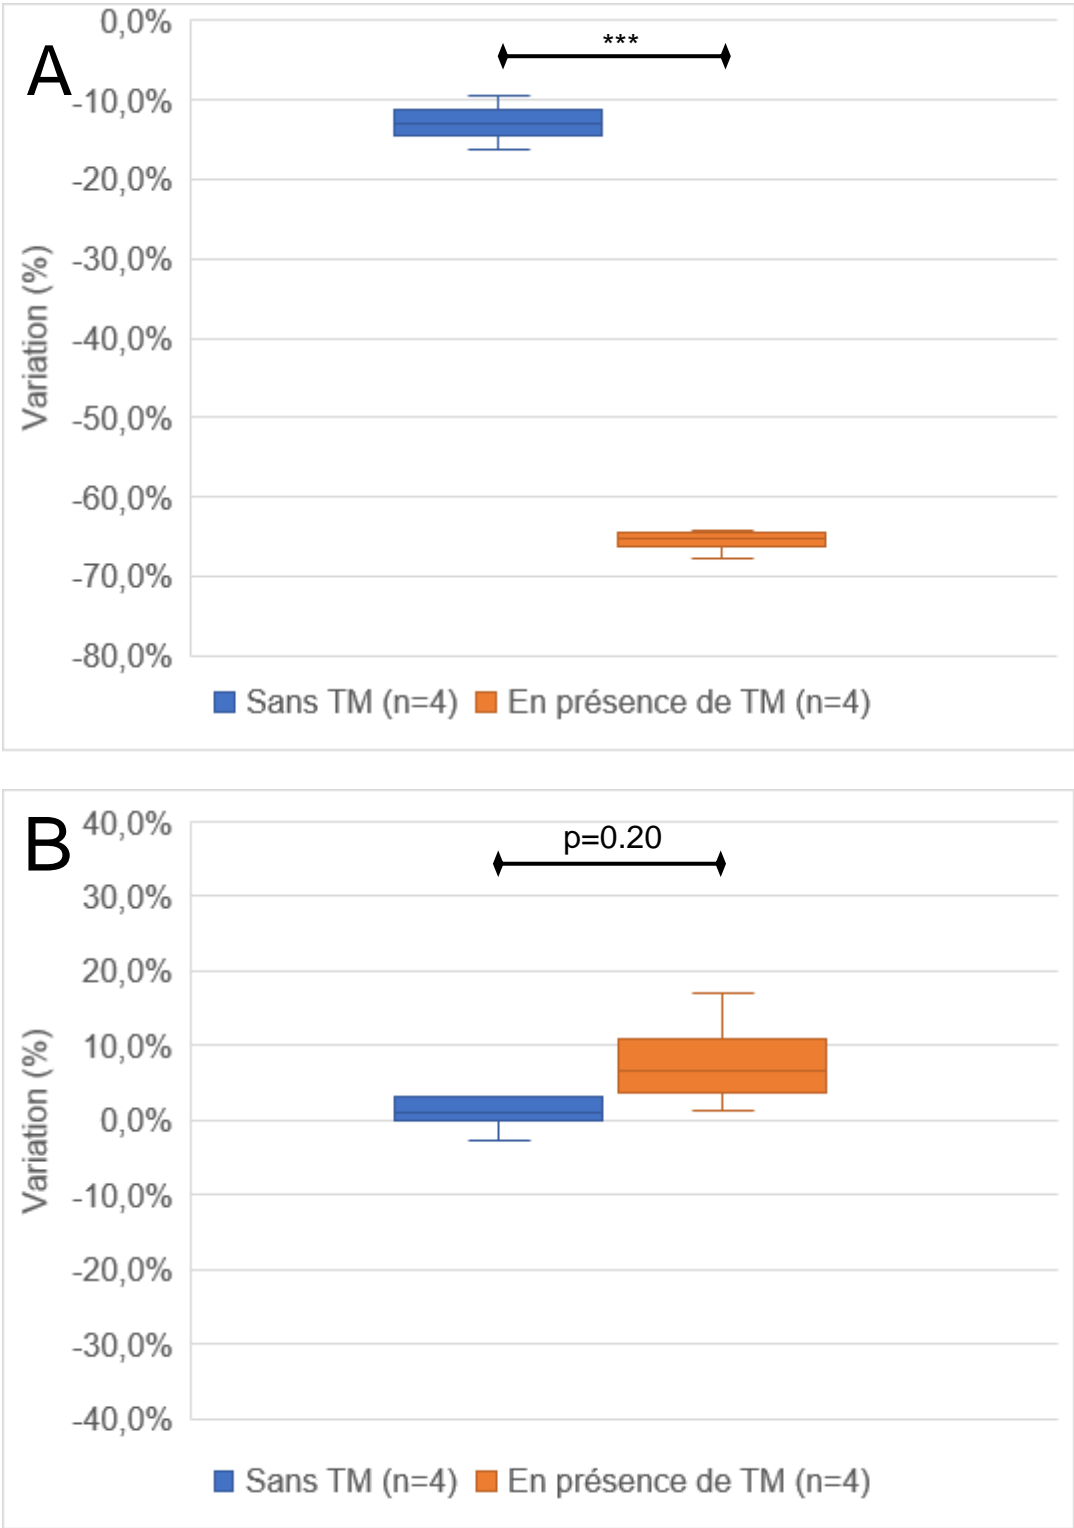 A
0,0%
***
-10,0%
-20,0%
-30,0%
-40,0%
-50,0%
-60,0%
-70,0%
-80,0%
Variation (%)
Sans TM (n=4) En présence de TM (n=4)
B
40,0%
p=0.20
30,0%
20,0%
10,0%
0,0%
-10,0%
-20,0%
-30,0%
-40,0%
Variation (%)
Sans TM (n=4) En présence de TM (n=4)